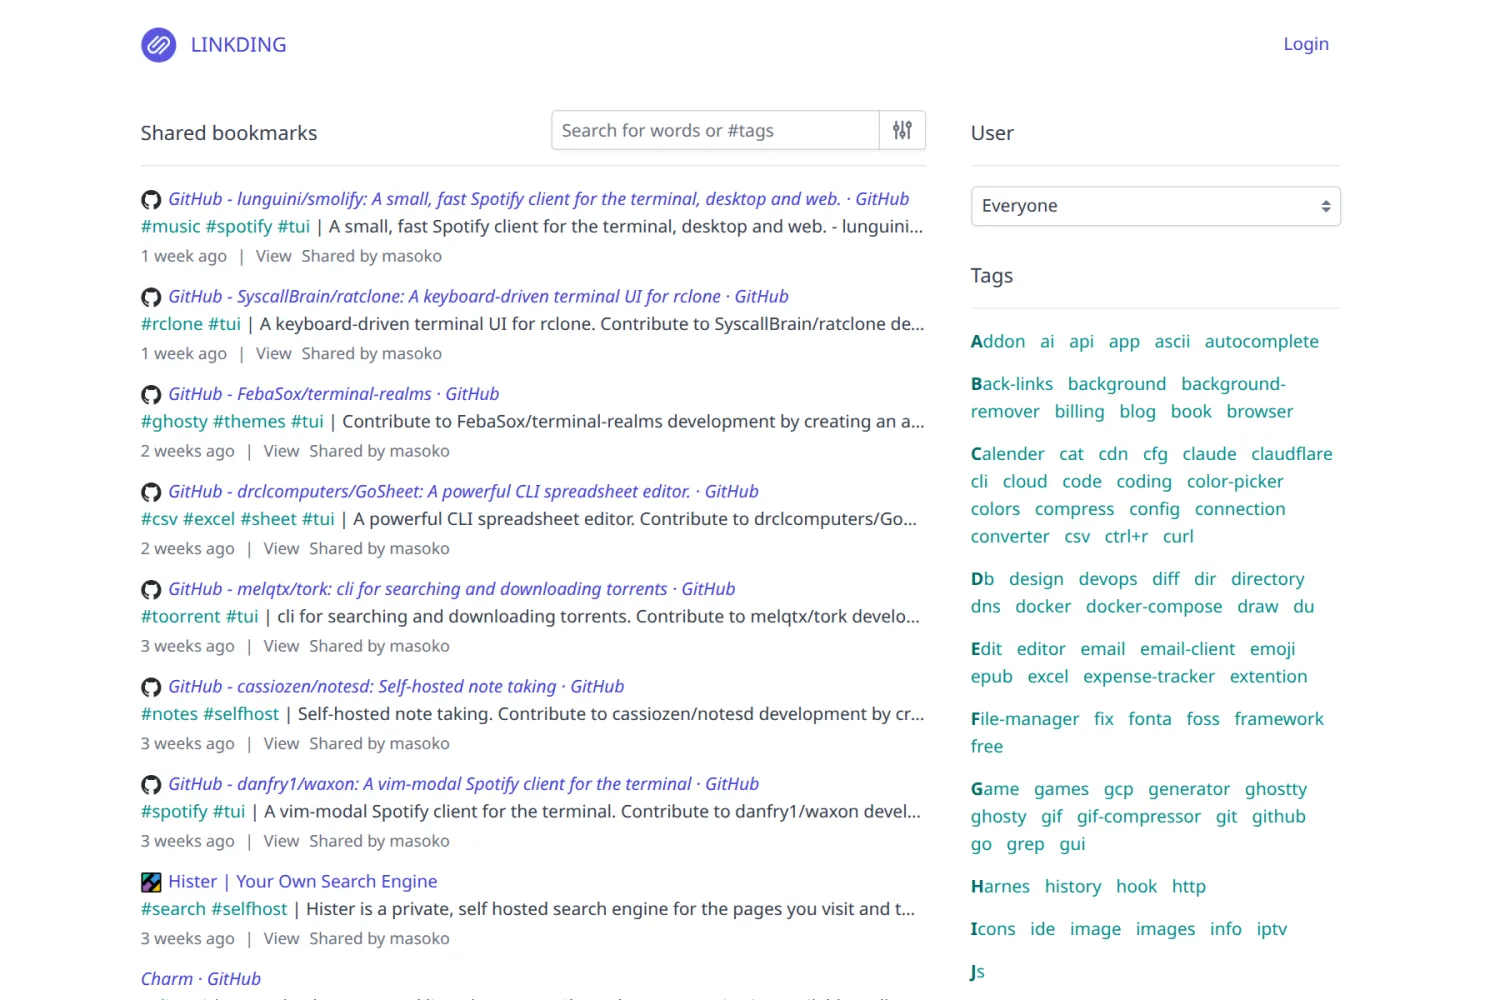 LINKDING
Login
Shared bookmarks
Search for words or #tags
GitHub - lunguini/smolify: A small, fast Spotify client for the terminal, desktop and web. · GitHub
#music #spotify #tui | A small, fast Spotify client for the terminal, desktop and web. - lunguini...
1 week ago | View Shared by masoko
GitHub - SyscallBrain/ratclone: A keyboard-driven terminal UI for rclone · GitHub
#rclone #tui | A keyboard-driven terminal UI for rclone. Contribute to SyscallBrain/ratclone de...
1 week ago | View Shared by masoko
GitHub - FebaSox/terminal-realms · GitHub
#ghosty #themes #tui | Contribute to FebaSox/terminal-realms development by creating an a...
2 weeks ago | View Shared by masoko
GitHub - drclcomputers/GoSheet: A powerful CLI spreadsheet editor. · GitHub
#csv #excel #sheet #tui | A powerful CLI spreadsheet editor. Contribute to drclcomputers/Go...
2 weeks ago | View Shared by masoko
GitHub - melqtx/tork: cli for searching and downloading torrents · GitHub
#toorrent #tui | cli for searching and downloading torrents. Contribute to melqtx/tork develo...
3 weeks ago | View Shared by masoko
GitHub - cassiozen/notesd: Self-hosted note taking · GitHub
#notes #selfhost | Self-hosted note taking. Contribute to cassiozen/notesd development by cr...
3 weeks ago | View Shared by masoko
GitHub - danfry1/waxon: A vim-modal Spotify client for the terminal · GitHub
#spotify #tui | A vim-modal Spotify client for the terminal. Contribute to danfry1/waxon devel...
3 weeks ago | View Shared by masoko
Hister | Your Own Search Engine
#search #selfhost | Hister is a private, self hosted search engine for the pages you visit and t...
3 weeks ago | View Shared by masoko
Charm · GitHub
User
Everyone
Tags
Addon ai api app ascii autocomplete
Back-links background background-
remover billing blog book browser
Calender cat cdn cfg claude claudflare
cli cloud code coding color-picker
colors compress config connection
converter csv ctrl+r curl
Db design devops diff dir directory
dns docker docker-compose draw du
Edit editor email email-client emoji
epub excel expense-tracker extention
File-manager fix fonta foss framework
free
Game games gcp generator ghostty
ghosty gif gif-compressor git github
go grep gui
Harnes history hook http
Icons ide image images info iptv
Js